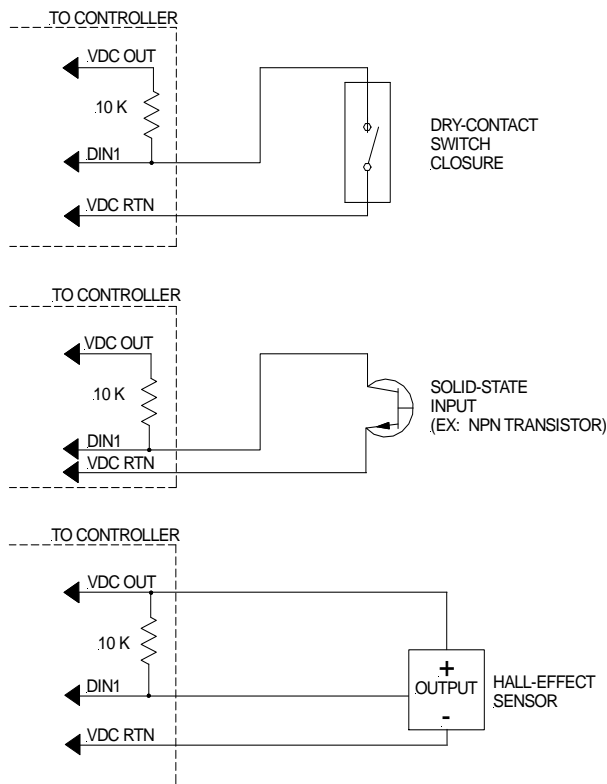 TO CONTROLLER
VDC OUT
10 K
DIN1
VDC RTN
DRY-CONTACT
SWITCH
CLOSURE
TO CONTROLLER
VDC OUT
10 K
DIN1
VDC RTN
SOLID-STATE
INPUT
(EX: NPN TRANSISTOR)
TO CONTROLLER
VDC OUT
10 K
DIN1
VDC RTN
+
OUTPUT
-
HALL-EFFECT
SENSOR